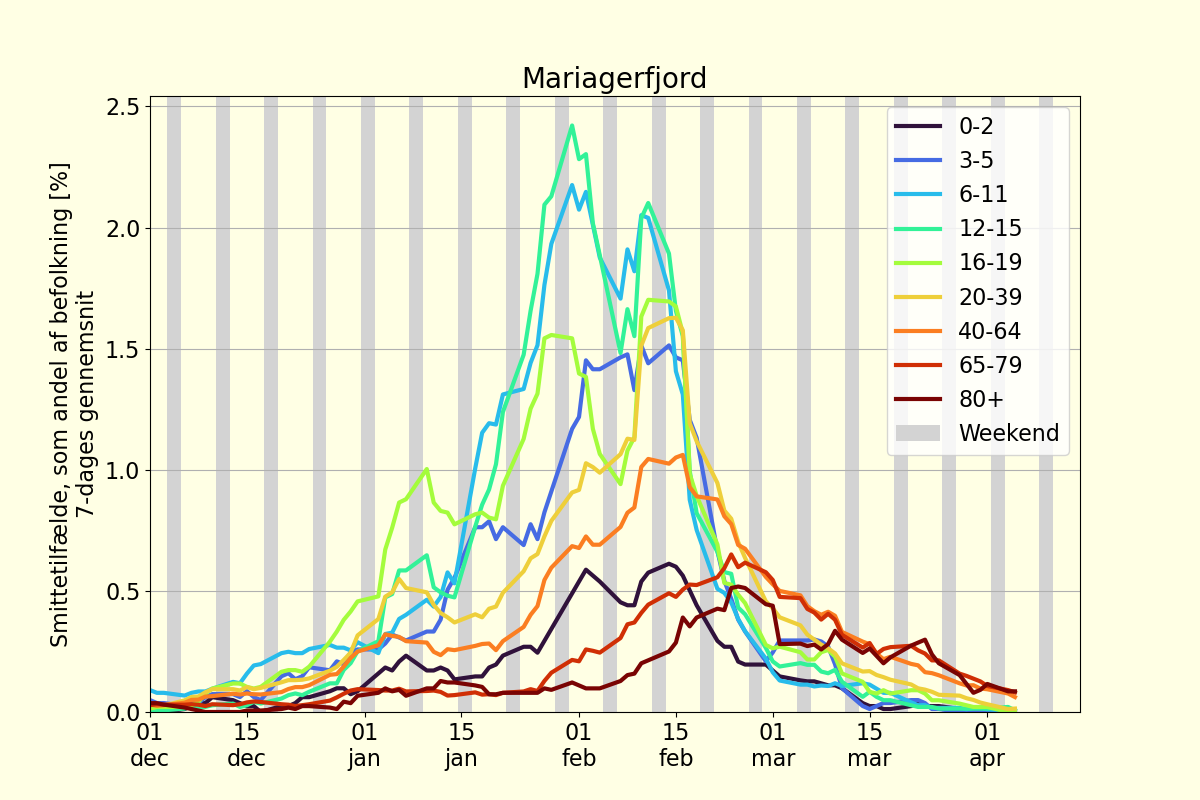 Mariagerfjord
Smittetilfælde, som andel af befolkning [%]
7-dages gennemsnit
2.5
2.0
1.5
1.0
0.5
0.0
01
dec
15
dec
01
jan
15
jan
01
feb
15
feb
01
mar
15
mar
01
apr
0-2
3-5
6-11
12-15
16-19
20-39
40-64
65-79
80+
Weekend